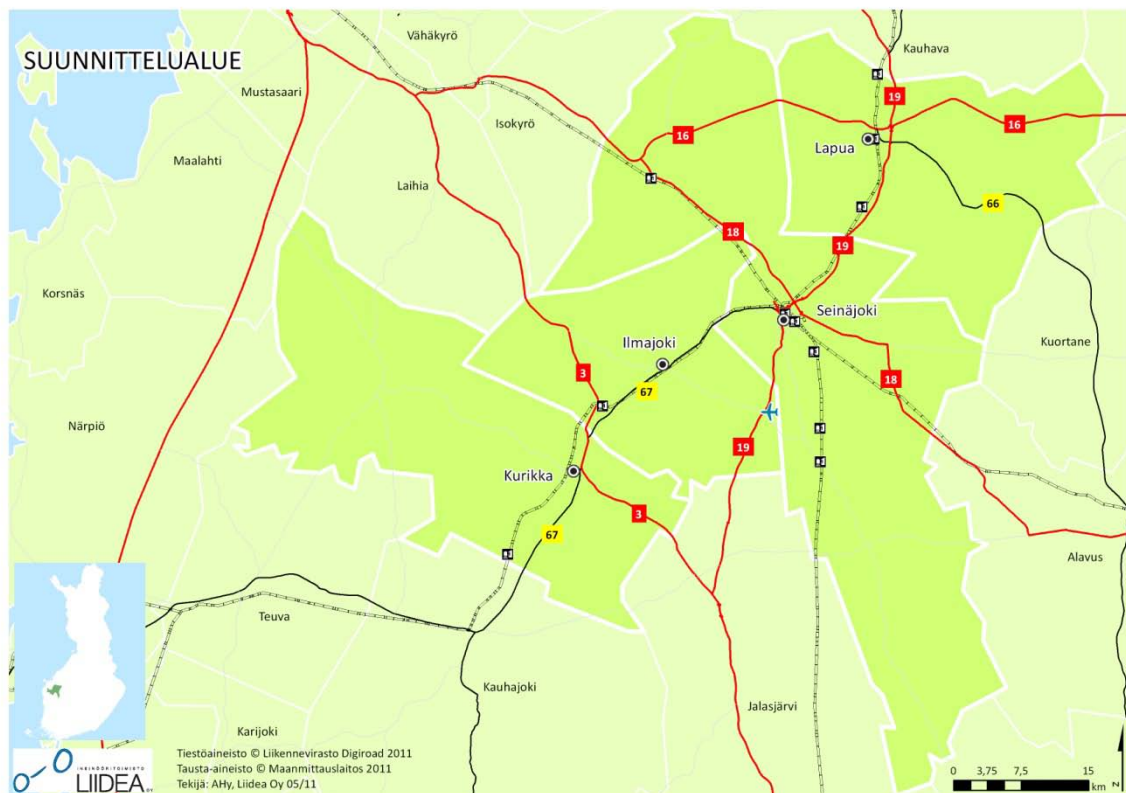 SUUNNITTELUALUE
Vähäkyrö
Kauhava
Mustasaari
19
Isokyrö
16
16
Lapua
Maalahti
Laihia
66
18
19
Korsnäs
Seinäjoki
Ilmajoki
Kuortane
3
67
18
Närpiö
19
Kurikka
3
67
Alavus
Teuva
Kauhajoki
Jalasjärvi
Karijoki
Tiestöaineisto © Liikennevirasto Digiroad 2011
Tausta-aineisto © Maanmittauslaitos 2011
Tekijä: AHy, Liidea Oy 05/11
INSINÖÖRITOIMISTO
LIIDEA OY
0 3,75 7,5 15
km
N